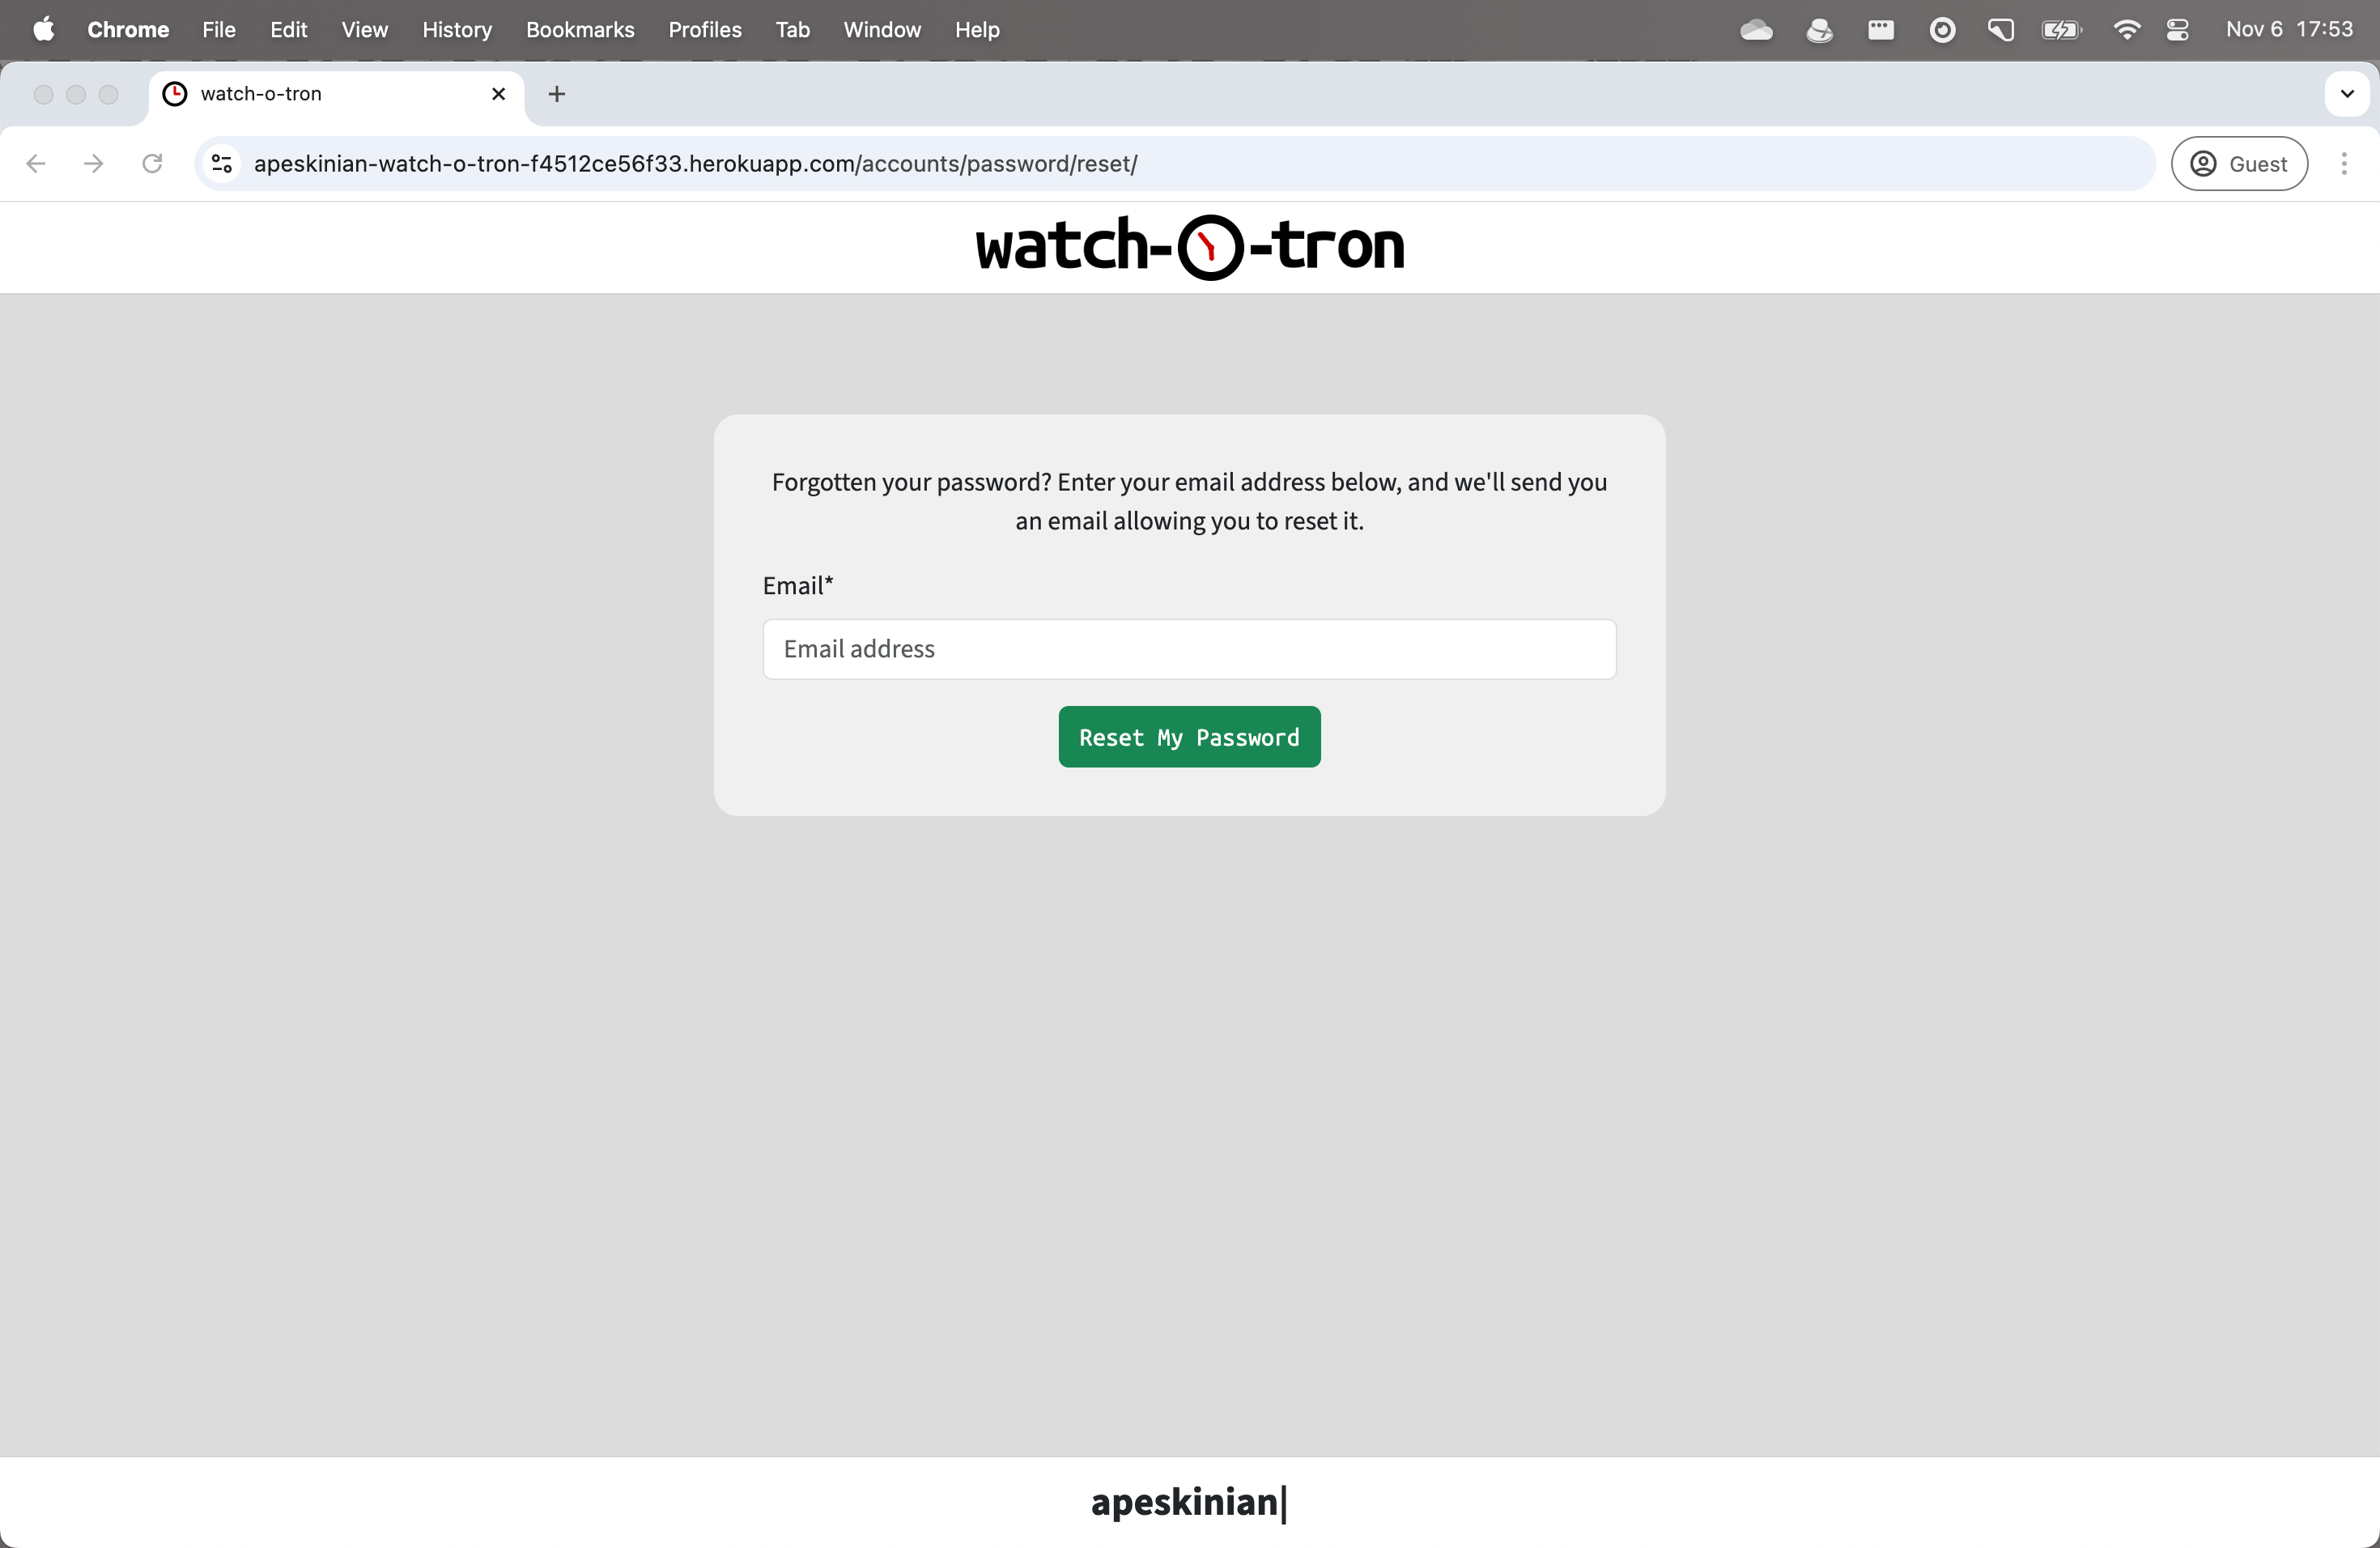 Chrome File Edit View History Bookmarks Profiles Tab Window Help Nov 6 17:53
watch-o-tron
apeskinian-watch-o-tron-f4512ce56f33.herokuapp.com/accounts/password/reset/ Guest
watch-o-tron
Forgotten your password? Enter your email address below, and we'll send you
an email allowing you to reset it.
Email*
Email address
Reset My Password
apeskinian|